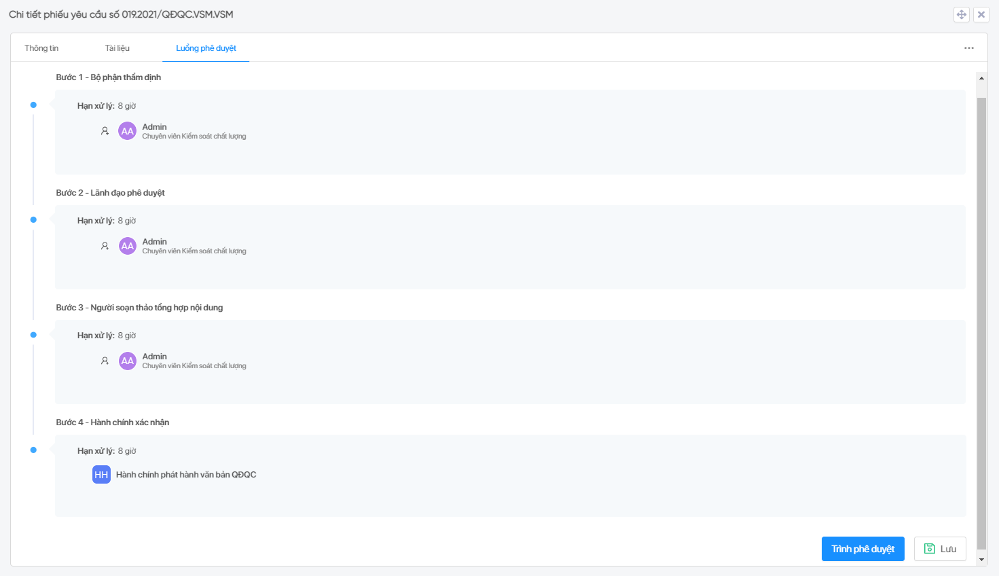 Chi tiết phiếu yêu cầu số 019.2021/QĐQC.VSM.VSM
Thông tin
Tài liệu
Luồng phê duyệt
Bước 1 - Bộ phận thẩm định
Hạn xử lý: 8 giờ
AA
Admin
Chuyên viên Kiểm soát chất lượng
Bước 2 - Lãnh đạo phê duyệt
Hạn xử lý: 8 giờ
AA
Admin
Chuyên viên Kiểm soát chất lượng
Bước 3 - Người soạn thảo tổng hợp nội dung
Hạn xử lý: 8 giờ
AA
Admin
Chuyên viên Kiểm soát chất lượng
Bước 4 - Hành chính xác nhận
Hạn xử lý: 8 giờ
HH
Hành chính phát hành văn bản QĐQC
Trình phê duyệt
Lưu